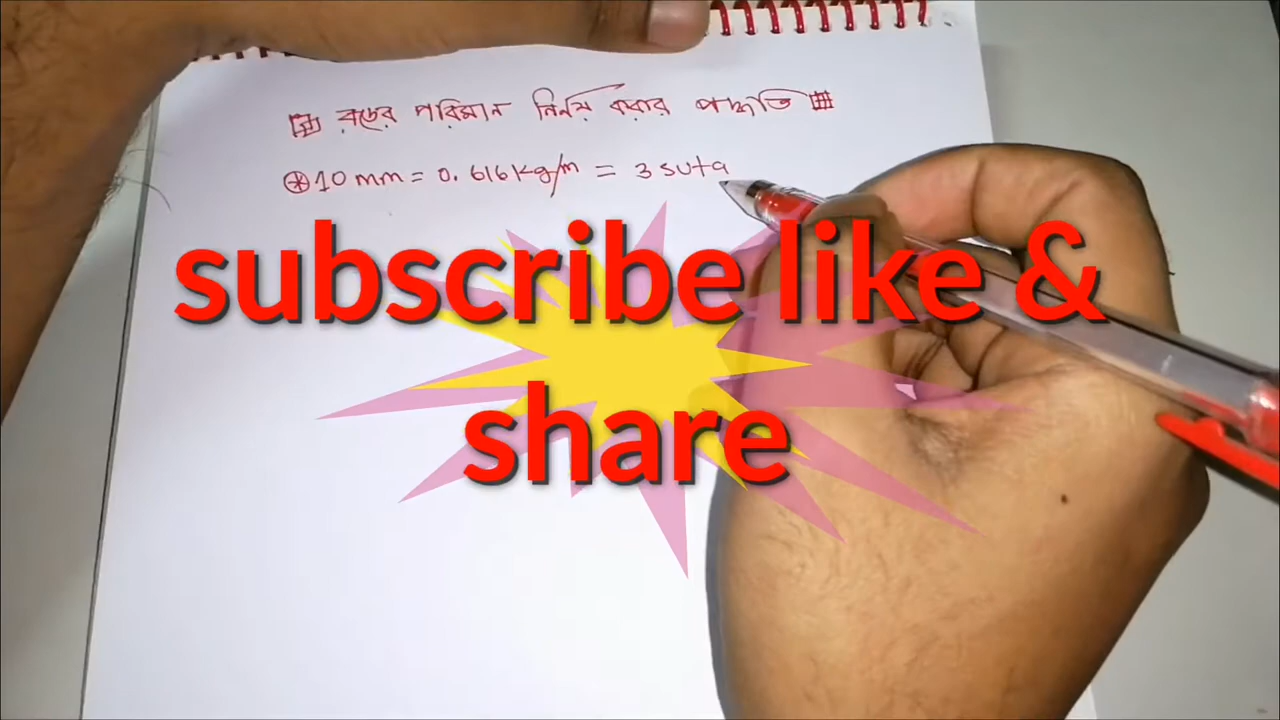 রডের পরিমান নির্নয় করার পদ্ধতি
10 mm = 0.616 Kg/m = 3 suta
subscribe like &
share